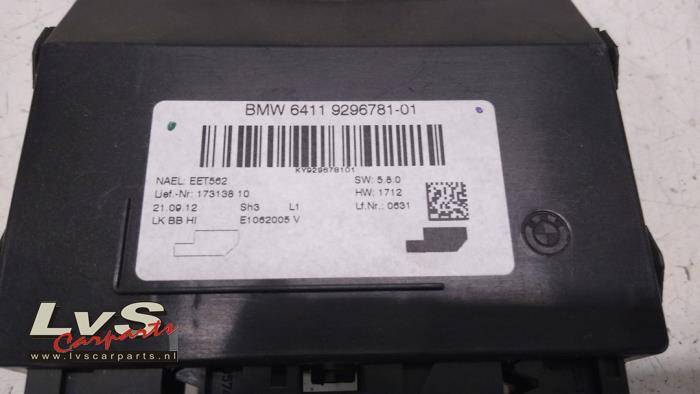 BMW 6411 9296781-01
KY929678101
NAEL: EET562 SW: 5.8.0
Lief.-Nr: 173138 10 HW: 1712
21.09.12 Sh3 L1 Lf.Nr.: 0631
LK BB HI E1062005 V
LvS
Carparts
www.lvscarparts.nl